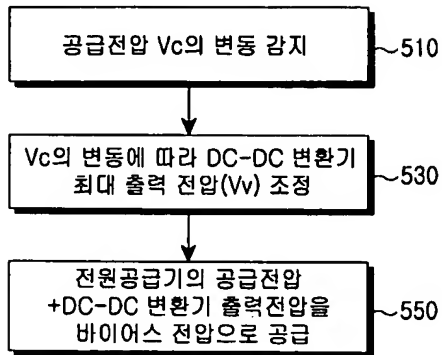 공급전압 Vc의 변동 감지
~510
Vc의 변동에 따라 DC-DC 변환기
최대 출력 전압(Vv) 조정
~530
전원공급기의 공급전압
+DC-DC 변환기 출력전압을
바이어스 전압으로 공급
~550